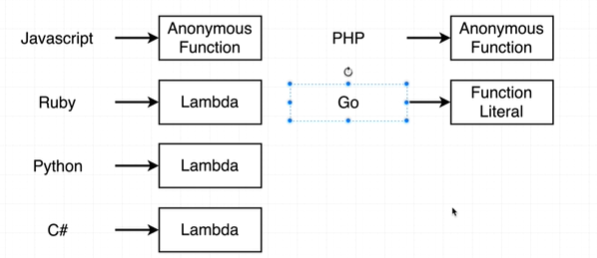 Javascript
Anonymous
Function
PHP
Anonymous
Function
Ruby
Lambda
Go
Function
Literal
Python
Lambda
C#
Lambda